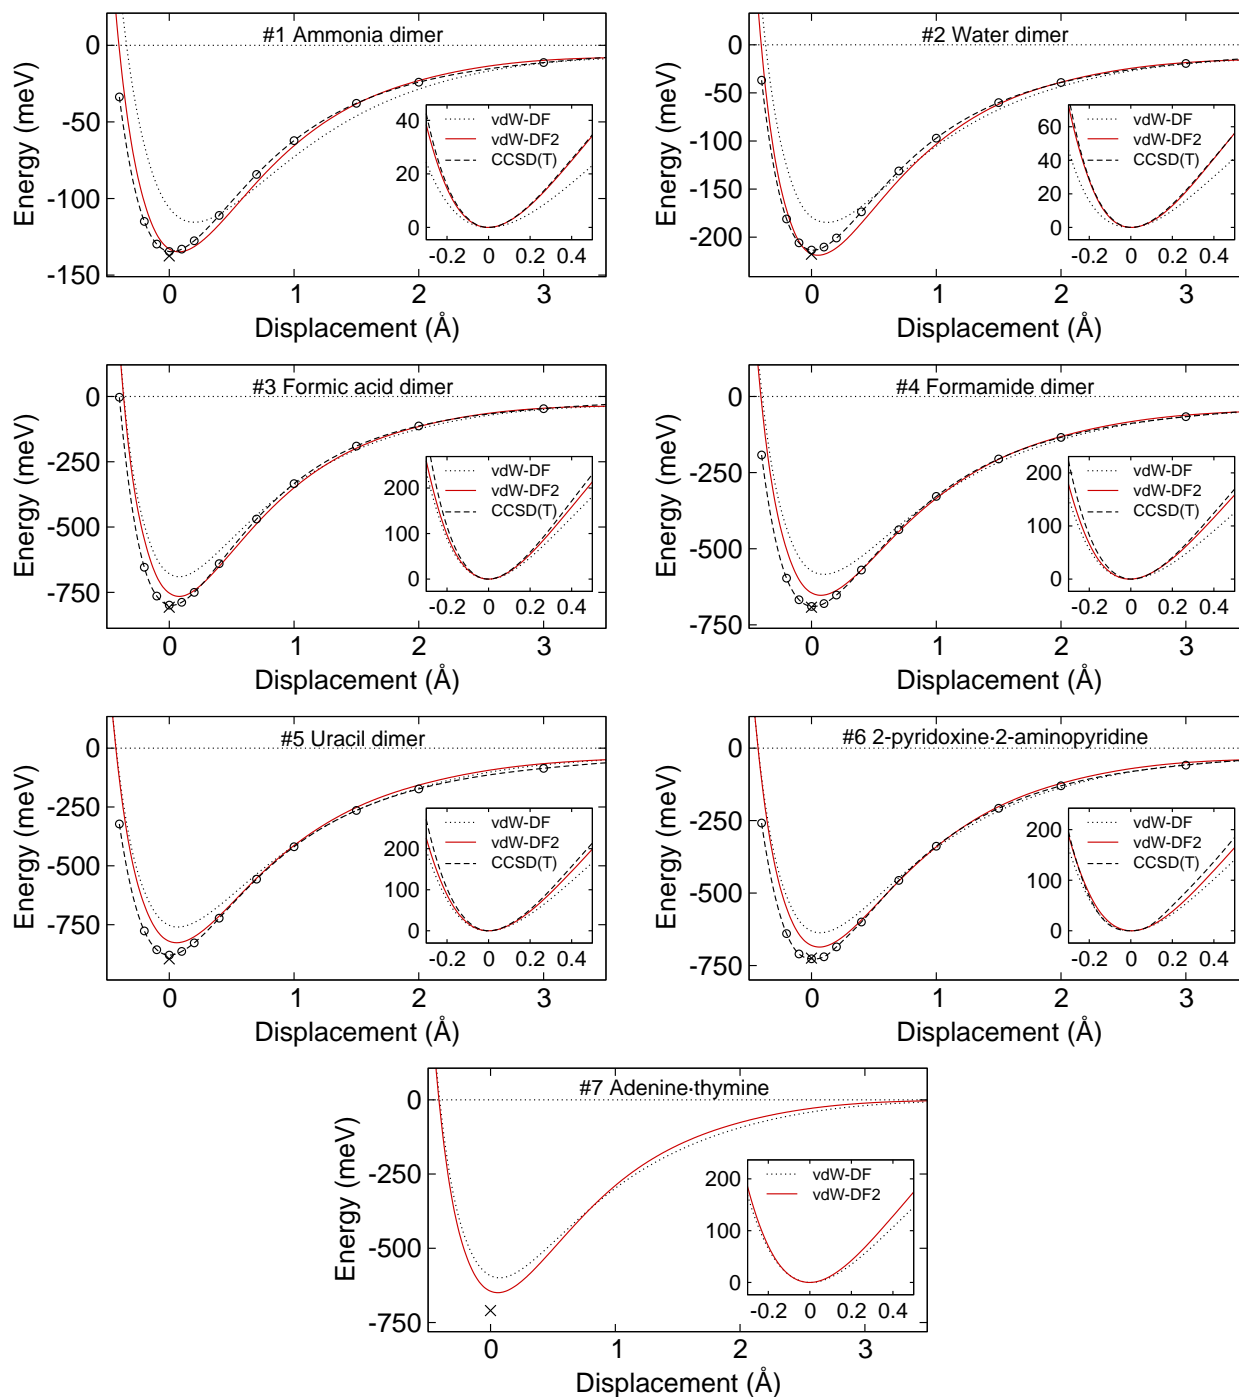 #1 Ammonia dimer
0
-50
-100
-150
Energy (meV)
0 1 2 3
Displacement (Å)
vdW-DF
vdW-DF2
CCSD(T)
40
20
0
-0.2 0 0.2 0.4
#2 Water dimer
0
-50
-100
-150
-200
Energy (meV)
0 1 2 3
Displacement (Å)
vdW-DF
vdW-DF2
CCSD(T)
60
40
20
0
-0.2 0 0.2 0.4
#3 Formic acid dimer
0
-250
-500
-750
Energy (meV)
0 1 2 3
Displacement (Å)
vdW-DF
vdW-DF2
CCSD(T)
200
100
0
-0.2 0 0.2 0.4
#4 Formamide dimer
0
-250
-500
-750
Energy (meV)
0 1 2 3
Displacement (Å)
vdW-DF
vdW-DF2
CCSD(T)
200
100
0
-0.2 0 0.2 0.4
#5 Uracil dimer
0
-250
-500
-750
Energy (meV)
0 1 2 3
Displacement (Å)
vdW-DF
vdW-DF2
CCSD(T)
200
100
0
-0.2 0 0.2 0.4
#6 2-pyridoxine·2-aminopyridine
0
-250
-500
-750
Energy (meV)
0 1 2 3
Displacement (Å)
vdW-DF
vdW-DF2
CCSD(T)
200
100
0
-0.2 0 0.2 0.4
#7 Adenine·thymine
0
-250
-500
-750
Energy (meV)
0 1 2 3
Displacement (Å)
vdW-DF
vdW-DF2
200
100
0
-0.2 0 0.2 0.4